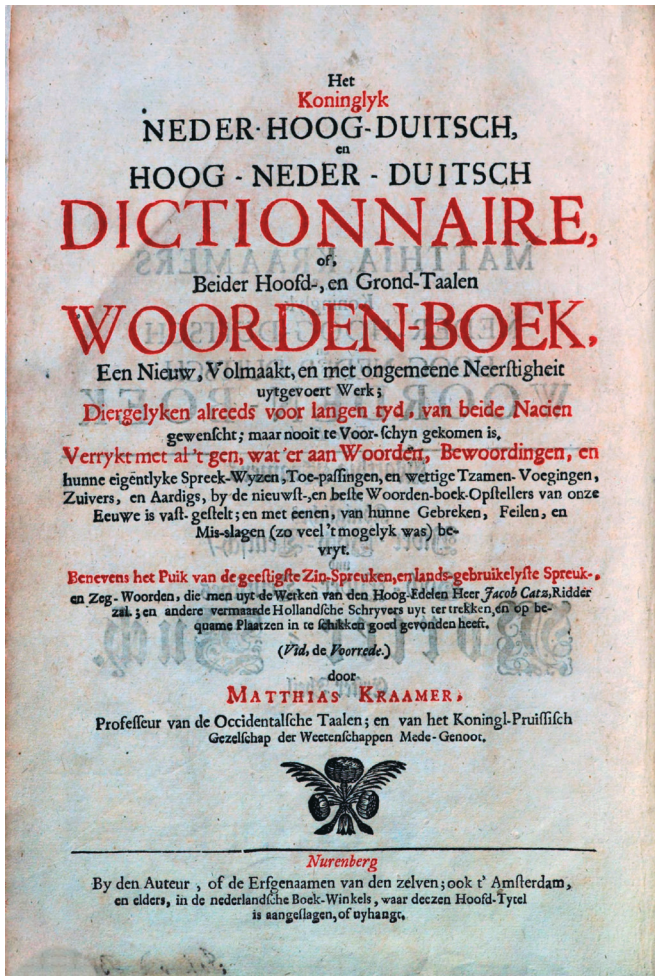 Het
Koninglyk
NEDER-HOOG-DUITSCH,
en
HOOG - NEDER - DUITSCH
DICTIONNAIRE,
of,
Beider Hoofd-, en Grond-Taalen
WOORDEN-BOEK,
Een Nieuw, Volmaakt, en met ongemeene Neerſtigheit
uytgevoert Werk;
Diergelyken alreeds voor langen tyd, van beide Nacien
gewenſcht; maar nooit te Voor-ſchyn gekomen is.
Verrykt met al 't gen, wat 'er aan Woorden, Bewoordingen, en
hunne eigentlyke Spreek-Wyzen, Toe-paſſingen, en wettige Tzamen-Voegingen,
Zuivers, en Aardigs, by de nieuwſt-, en beſte Woorden-boek-Opſtellers van onze
Eeuwe is vaſt-geſtelt; en met eenen, van hunne Gebreken, Feilen, en
Mis-slagen (zo veel 't mogelyk was) be-
vryt.
Benevens het Puik van de geeſtigſte Zin-Spreuken, en lands-gebruikelyſte Spreuk-,
en Zeg-Woorden, die men uyt de Werken van den Hoog-Edelen Heer Jacob Catz, Ridder
zal.; en andere vermaarde Hollandſche Schryvers uyt ter trekken, en op be-
quame Plaatzen in te ſchikken goed gevonden heeft.
(Vid, de Voorrede.)
door
MATTHIAS KRAAMER,
Profeſſeur van de Occidentalſche Taalen; en van het Koningl-Pruiſſiſch
Gezelſchap der Weetenſchappen Mede-Genoot.
Nurenberg
By den Auteur, of de Erfgenaamen van den zelven; ook t' Amſterdam,
en elders, in de nederlandſche Boek-Winkels, waar deezen Hoofd-Tytel
is aangeſlagen, of uyhangt.